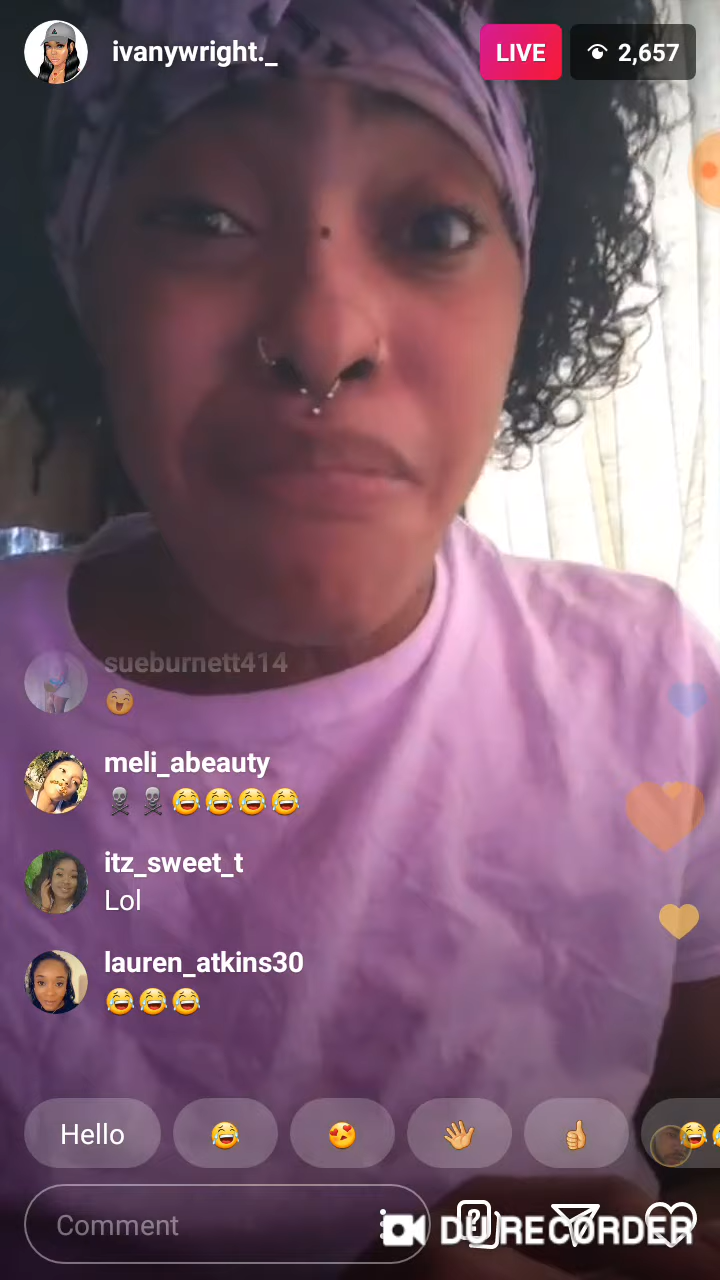 ivanywright._
LIVE
2,657
sueburnett414
😄
meli_abeauty
☠☠😂😂😂😂
itz_sweet_t
Lol
lauren_atkins30
😂😂😂
Hello
😂
😍
👋
👍
😂
Comment
DU RECORDER